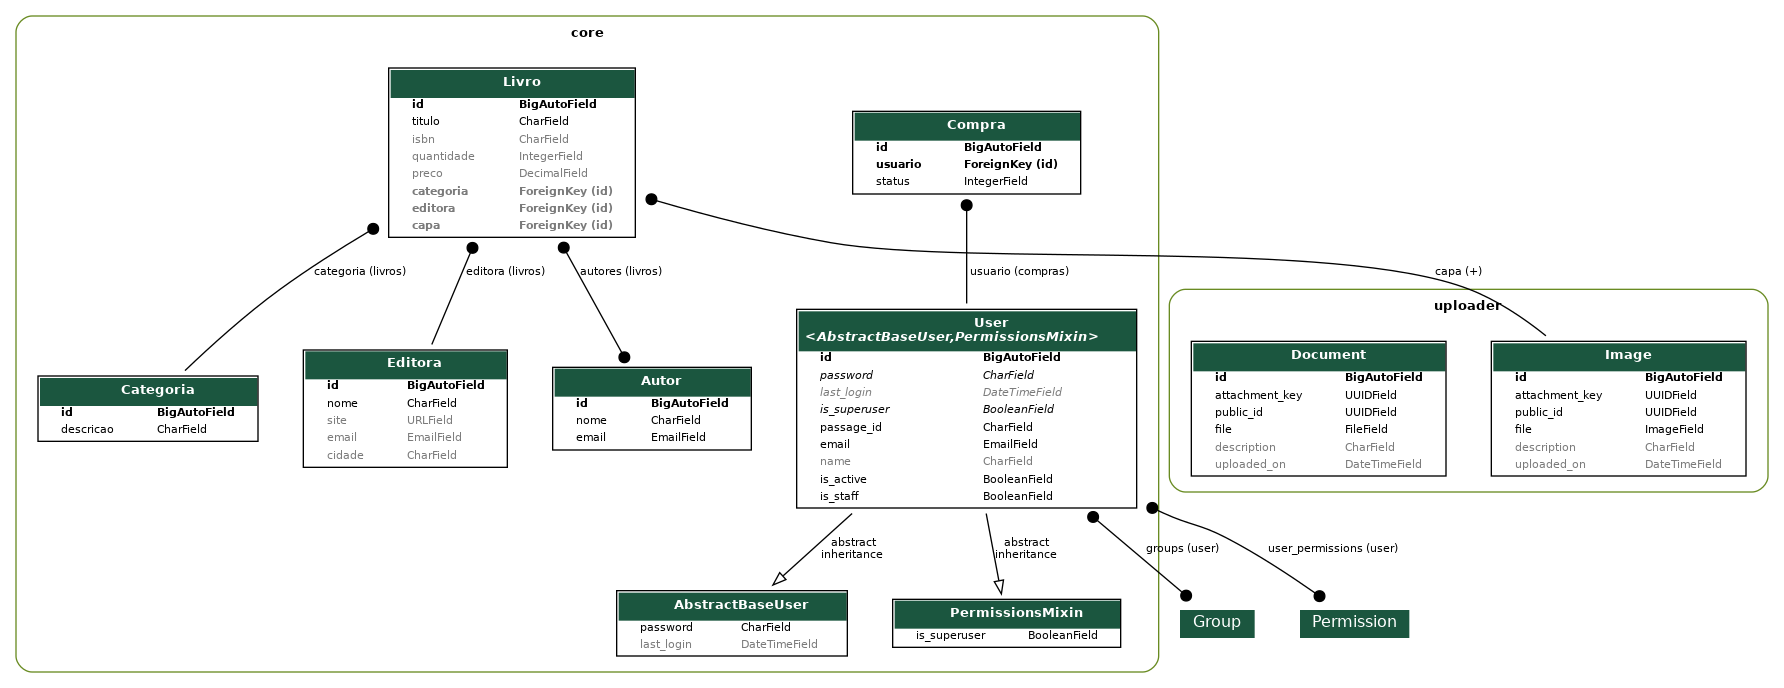 core
Livro
id BigAutoField
titulo CharField
isbn CharField
quantidade IntegerField
preco DecimalField
categoria ForeignKey (id)
editora ForeignKey (id)
capa ForeignKey (id)
Compra
id BigAutoField
usuario ForeignKey (id)
status IntegerField
categoria (livros)
editora (livros)
autores (livros)
usuario (compras)
capa (+)
uploader
Categoria
id BigAutoField
descricao CharField
Editora
id BigAutoField
nome CharField
site URLField
email EmailField
cidade CharField
Autor
id BigAutoField
nome CharField
email EmailField
User
<AbstractBaseUser,PermissionsMixin>
id BigAutoField
password CharField
last_login DateTimeField
is_superuser BooleanField
passage_id CharField
email EmailField
name CharField
is_active BooleanField
is_staff BooleanField
Document
id BigAutoField
attachment_key UUIDField
public_id UUIDField
file FileField
description CharField
uploaded_on DateTimeField
Image
id BigAutoField
attachment_key UUIDField
public_id UUIDField
file ImageField
description CharField
uploaded_on DateTimeField
abstract
inheritance
abstract
inheritance
groups (user)
user_permissions (user)
AbstractBaseUser
password CharField
last_login DateTimeField
PermissionsMixin
is_superuser BooleanField
Group
Permission